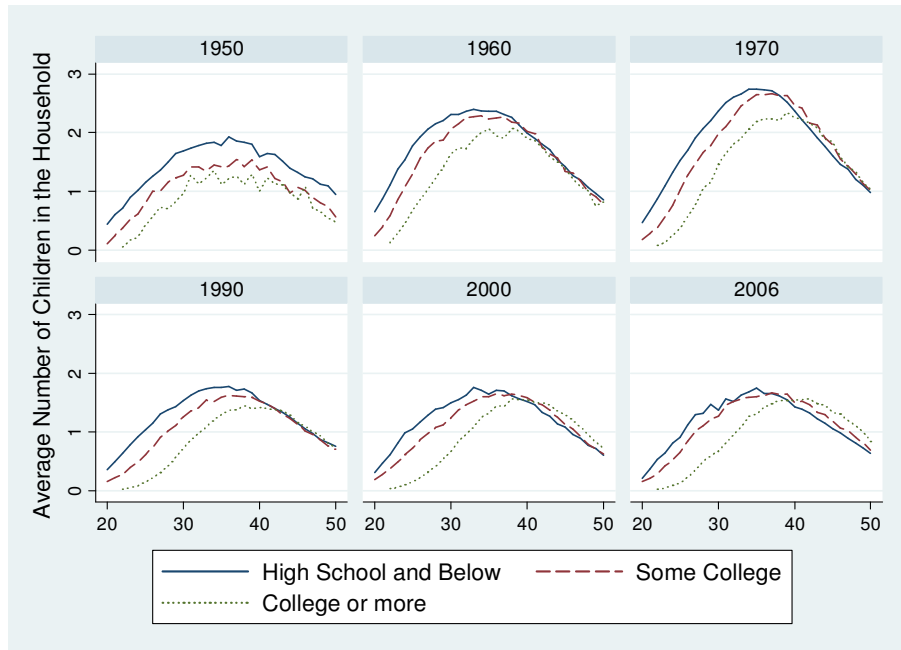 Average Number of Children in the Household
1950 1960 1970
3
2
1
0
1990 2000 2006
3
2
1
0
20 30 40 50 20 30 40 50 20 30 40 50
High School and Below Some College
College or more